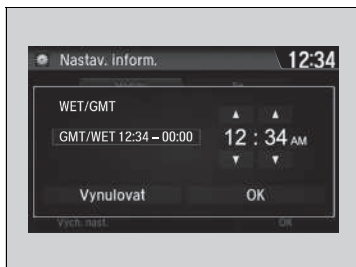 Nastav. inform.
12:34
WET/GMT
GMT/WET 12:34 – 00:00
12 : 34 AM
Vynulovat
OK
Vých. nast.
OK